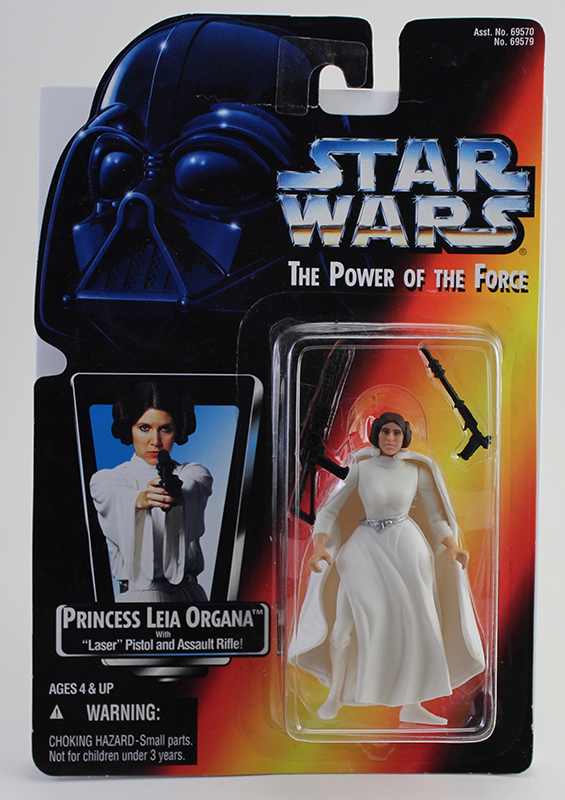 Asst. No. 69570
No. 69579
STAR
WARS®
THE POWER OF THE FORCE
PRINCESS LEIA ORGANA™
With
"Laser" Pistol and Assault Rifle!
AGES 4 & UP
WARNING:
CHOKING HAZARD-Small parts.
Not for children under 3 years.